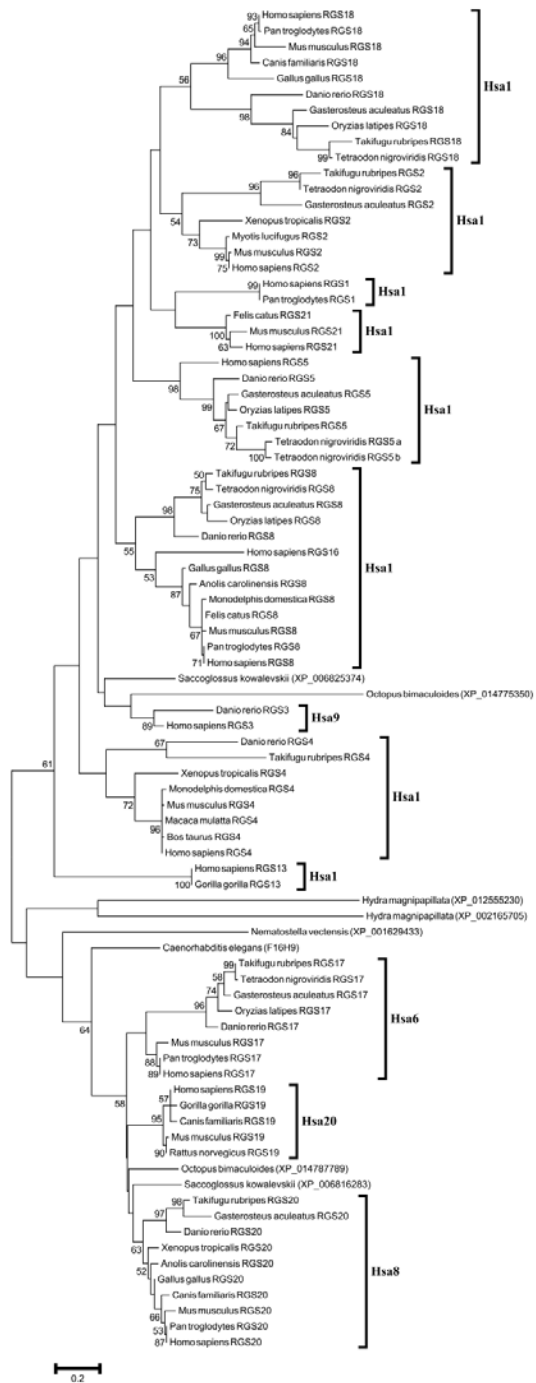 93
Homo sapiens RGS18
65
Pan troglodytes RGS18
94
Mus musculus RGS18
96
Canis familiaris RGS18
56
Gallus gallus RGS18
Hsa1
Danio rerio RGS18
98
Gasterosteus aculeatus RGS18
84
Oryzias latipes RGS18
Takifugu rubripes RGS18
99
Tetraodon nigroviridis RGS18
96
Takifugu rubripes RGS2
96
Tetraodon nigroviridis RGS2
Gasterosteus aculeatus RGS2
54
Xenopus tropicalis RGS2
Hsa1
73
Myotis lucifugus RGS2
99
Mus musculus RGS2
75
Homo sapiens RGS2
99
Homo sapiens RGS1
Hsa1
Pan troglodytes RGS1
Felis catus RGS21
100
Mus musculus RGS21
Hsa1
63
Homo sapiens RGS21
98
Homo sapiens RGS5
99
Danio rerio RGS5
Gasterosteus aculeatus RGS5
67
Oryzias latipes RGS5
Hsa1
72
Takifugu rubripes RGS5
Tetraodon nigroviridis RGS5 a
100
Tetraodon nigroviridis RGS5 b
50
Takifugu rubripes RGS8
75
Tetraodon nigroviridis RGS8
98
Gasterosteus aculeatus RGS8
Oryzias latipes RGS8
55
Danio rerio RGS8
53
Homo sapiens RGS16
Gallus gallus RGS8
Hsa1
87
Anolis carolinensis RGS8
Monodelphis domestica RGS8
Felis catus RGS8
67
Mus musculus RGS8
Pan troglodytes RGS8
71
Homo sapiens RGS8
Saccoglossus kowalevskii (XP_006825374)
Octopus bimaculoides (XP_014775350)
Danio rerio RGS3
89
Homo sapiens RGS3
Hsa9
61
67
Danio rerio RGS4
Takifugu rubripes RGS4
72
Xenopus tropicalis RGS4
Monodelphis domestica RGS4
Mus musculus RGS4
Hsa1
96
Macaca mulatta RGS4
Bos taurus RGS4
Homo sapiens RGS4
Homo sapiens RGS13
100
Gorilla gorilla RGS13
Hsa1
Hydra magnipapillata (XP_012555230)
Hydra magnipapillata (XP_002165705)
Nematostella vectensis (XP_001629433)
64
Caenorhabditis elegans (F16H9)
99
Takifugu rubripes RGS17
58
Tetraodon nigroviridis RGS17
74
Gasterosteus aculeatus RGS17
96
Oryzias latipes RGS17
Hsa6
Danio rerio RGS17
Mus musculus RGS17
88
Pan troglodytes RGS17
89
Homo sapiens RGS17
58
Homo sapiens RGS19
57
Gorilla gorilla RGS19
95
Canis familiaris RGS19
Hsa20
Mus musculus RGS19
90
Rattus norvegicus RGS19
Octopus bimaculoides (XP_014787789)
Saccoglossus kowalevskii (XP_006816283)
98
Takifugu rubripes RGS20
97
Gasterosteus aculeatus RGS20
Danio rerio RGS20
63
Xenopus tropicalis RGS20
52
Anolis carolinensis RGS20
Hsa8
Gallus gallus RGS20
Canis familiaris RGS20
66
Mus musculus RGS20
53
Pan troglodytes RGS20
87
Homo sapiens RGS20
0.2